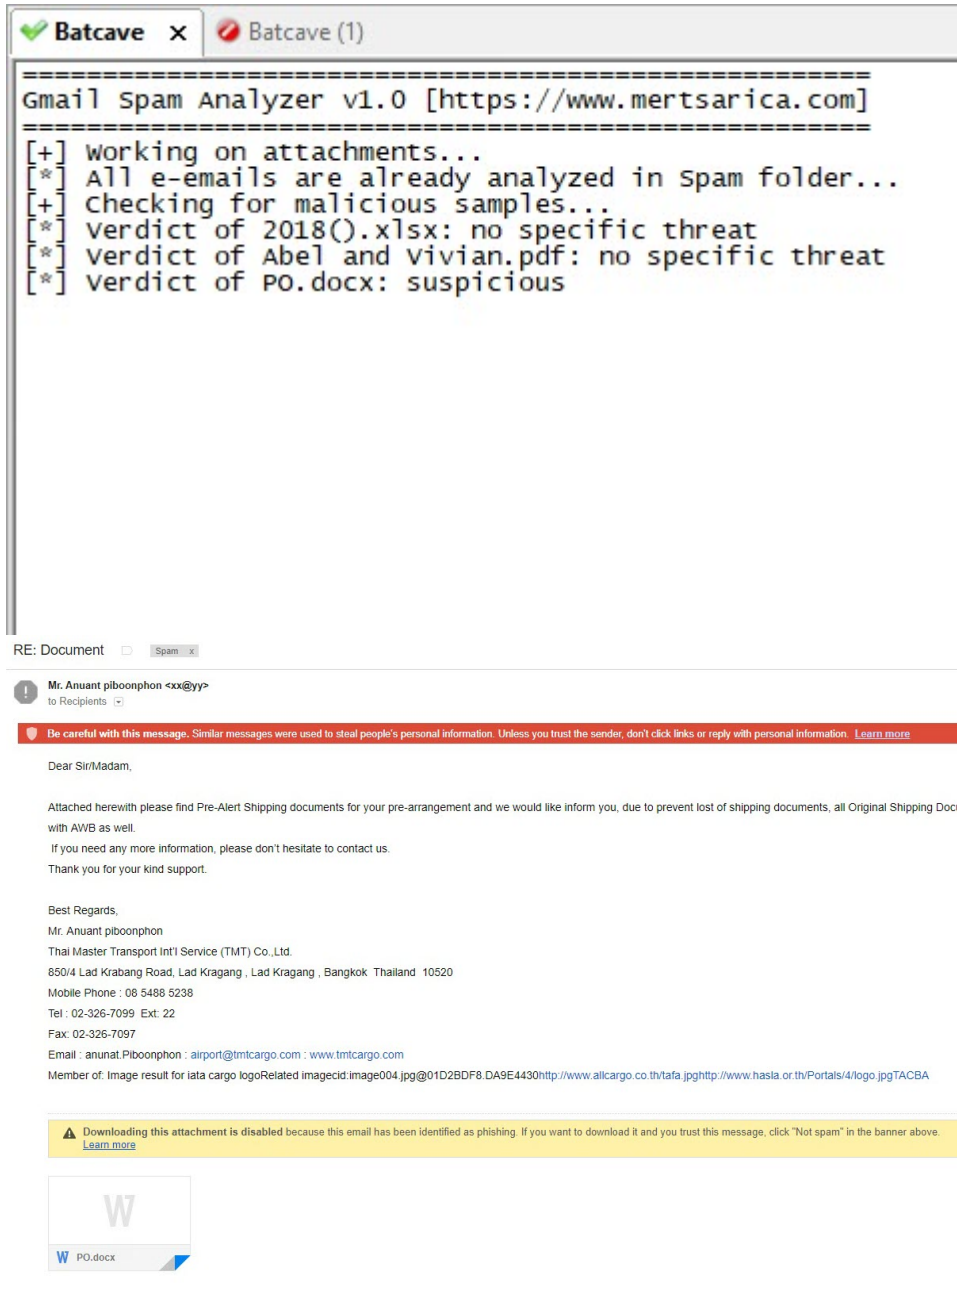 Batcave x Batcave (1)
=====================================================
Gmail Spam Analyzer v1.0 [https://www.mertsarica.com]
=====================================================
[+] Working on attachments...
[*] All e-emails are already analyzed in Spam folder...
[+] Checking for malicious samples...
[*] Verdict of 2018().xlsx: no specific threat
[*] Verdict of Abel and Vivian.pdf: no specific threat
[*] Verdict of PO.docx: suspicious
RE: Document Spam x
Mr. Anuant piboonphon <xx@yy>
to Recipients
Be careful with this message. Similar messages were used to steal people's personal information. Unless you trust the sender, don't click links or reply with personal information. Learn more
Dear Sir/Madam,
Attached herewith please find Pre-Alert Shipping documents for your pre-arrangement and we would like inform you, due to prevent lost of shipping documents, all Original Shipping Doc
with AWB as well.
If you need any more information, please don't hesitate to contact us.
Thank you for your kind support.
Best Regards,
Mr. Anuant piboonphon
Thai Master Transport Int'l Service (TMT) Co.,Ltd.
850/4 Lad Krabang Road, Lad Kragang , Lad Kragang , Bangkok Thailand 10520
Mobile Phone : 08 5488 5238
Tel : 02-326-7099 Ext: 22
Fax: 02-326-7097
Email : anunat.Piboonphon : airport@tmtcargo.com : www.tmtcargo.com
Member of: Image result for iata cargo logoRelated imagecid:image004.jpg@01D2BDF8.DA9E4430http://www.allcargo.co.th/tafa.jpghttp://www.hasla.or.th/Portals/4/logo.jpgTACBA
Downloading this attachment is disabled because this email has been identified as phishing. If you want to download it and you trust this message, click "Not spam" in the banner above.
Learn more
W
W PO.docx